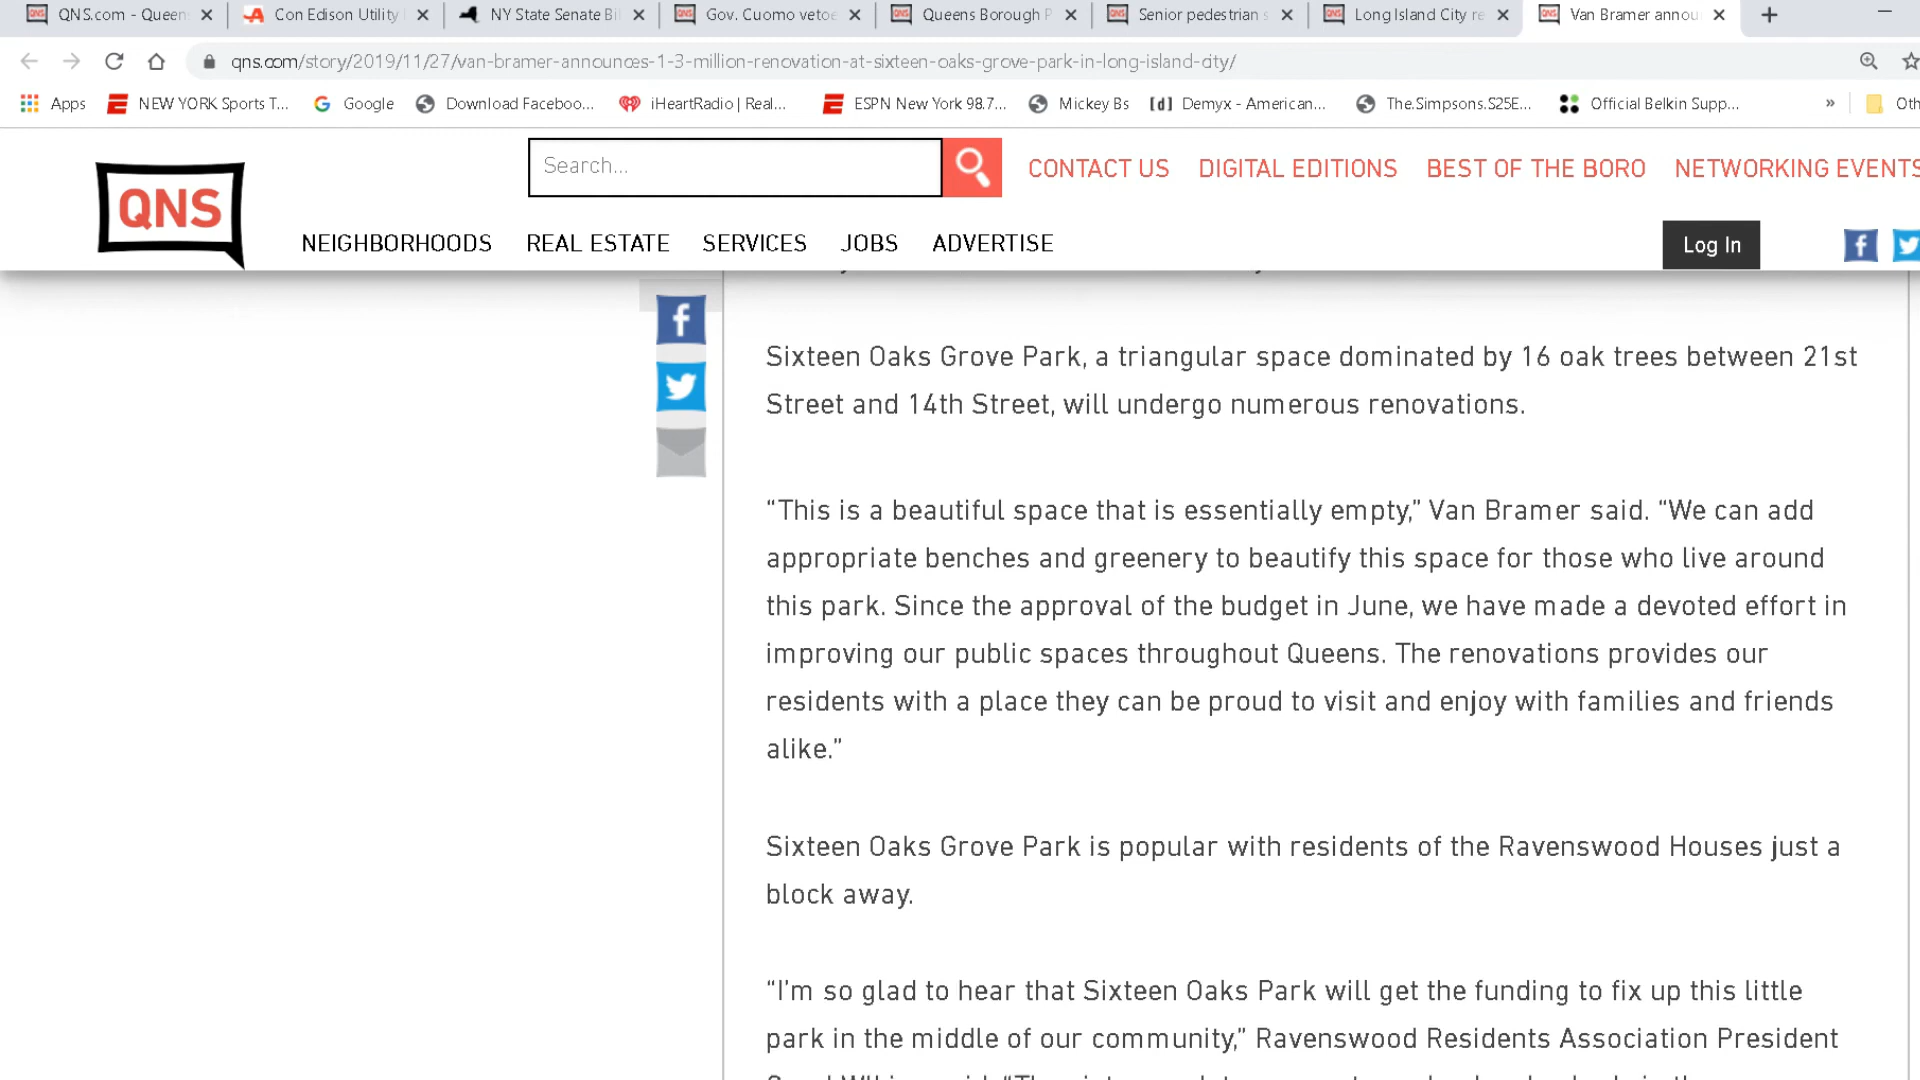 QNS.com - Queen
Con Edison Utility
NY State Senate Bil
Gov. Cuomo vetoe
Queens Borough P
Senior pedestrian s
Long Island City re
Van Bramer annou
qns.com/story/2019/11/27/van-bramer-announces-1-3-million-renovation-at-sixteen-oaks-grove-park-in-long-island-city/
Apps
NEW YORK Sports T...
Google
Download Faceboo...
iHeartRadio | Real...
ESPN New York 98.7...
Mickey Bs
[d] Demyx - American...
The.Simpsons.S25E...
Official Belkin Supp...
»
Oth
QNS
Search...
CONTACT US
DIGITAL EDITIONS
BEST OF THE BORO
NETWORKING EVENTS
NEIGHBORHOODS
REAL ESTATE
SERVICES
JOBS
ADVERTISE
Log In
Sixteen Oaks Grove Park, a triangular space dominated by 16 oak trees between 21st
Street and 14th Street, will undergo numerous renovations.
“This is a beautiful space that is essentially empty,” Van Bramer said. “We can add
appropriate benches and greenery to beautify this space for those who live around
this park. Since the approval of the budget in June, we have made a devoted effort in
improving our public spaces throughout Queens. The renovations provides our
residents with a place they can be proud to visit and enjoy with families and friends
alike.”
Sixteen Oaks Grove Park is popular with residents of the Ravenswood Houses just a
block away.
“I’m so glad to hear that Sixteen Oaks Park will get the funding to fix up this little
park in the middle of our community,” Ravenswood Residents Association President